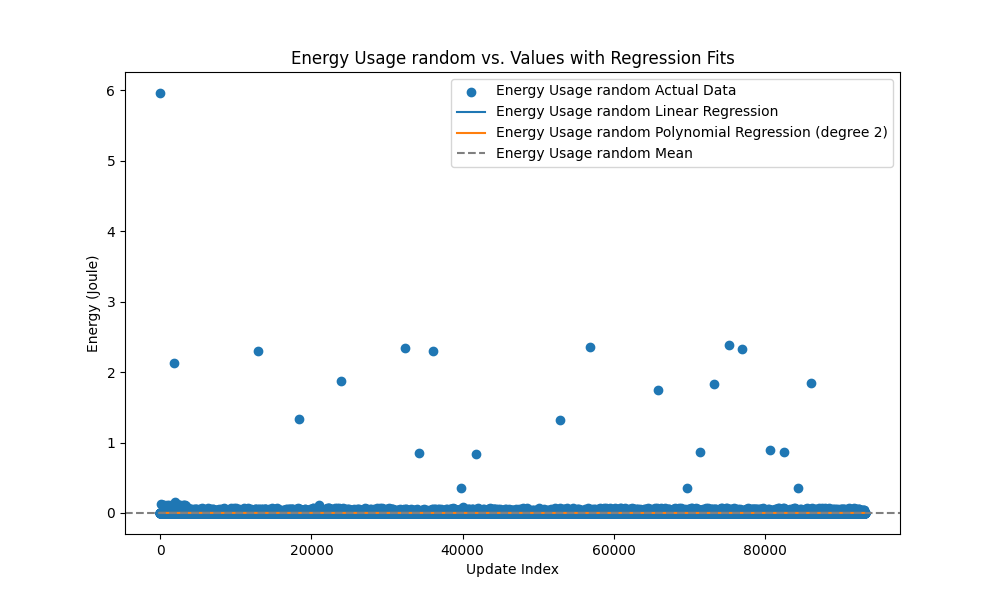 Energy Usage random vs. Values with Regression Fits
Energy Usage random Actual Data
Energy Usage random Linear Regression
Energy Usage random Polynomial Regression (degree 2)
Energy Usage random Mean
Energy (Joule)
6
5
4
3
2
1
0
0 20000 40000 60000 80000
Update Index